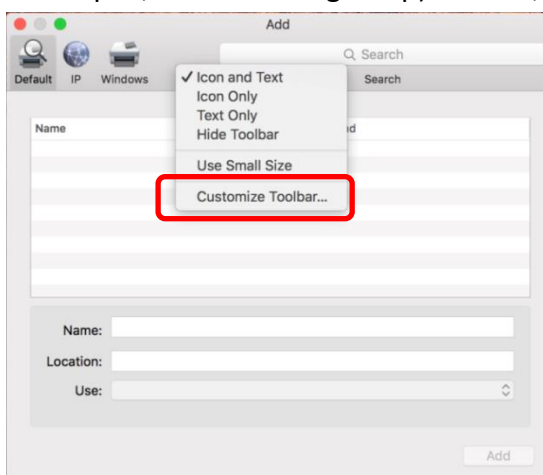 Add
Search
Default IP Windows Search
✓ Icon and Text
Icon Only
Text Only
Hide Toolbar
Use Small Size
Customize Toolbar...
Name
Name:
Location:
Use:
Add